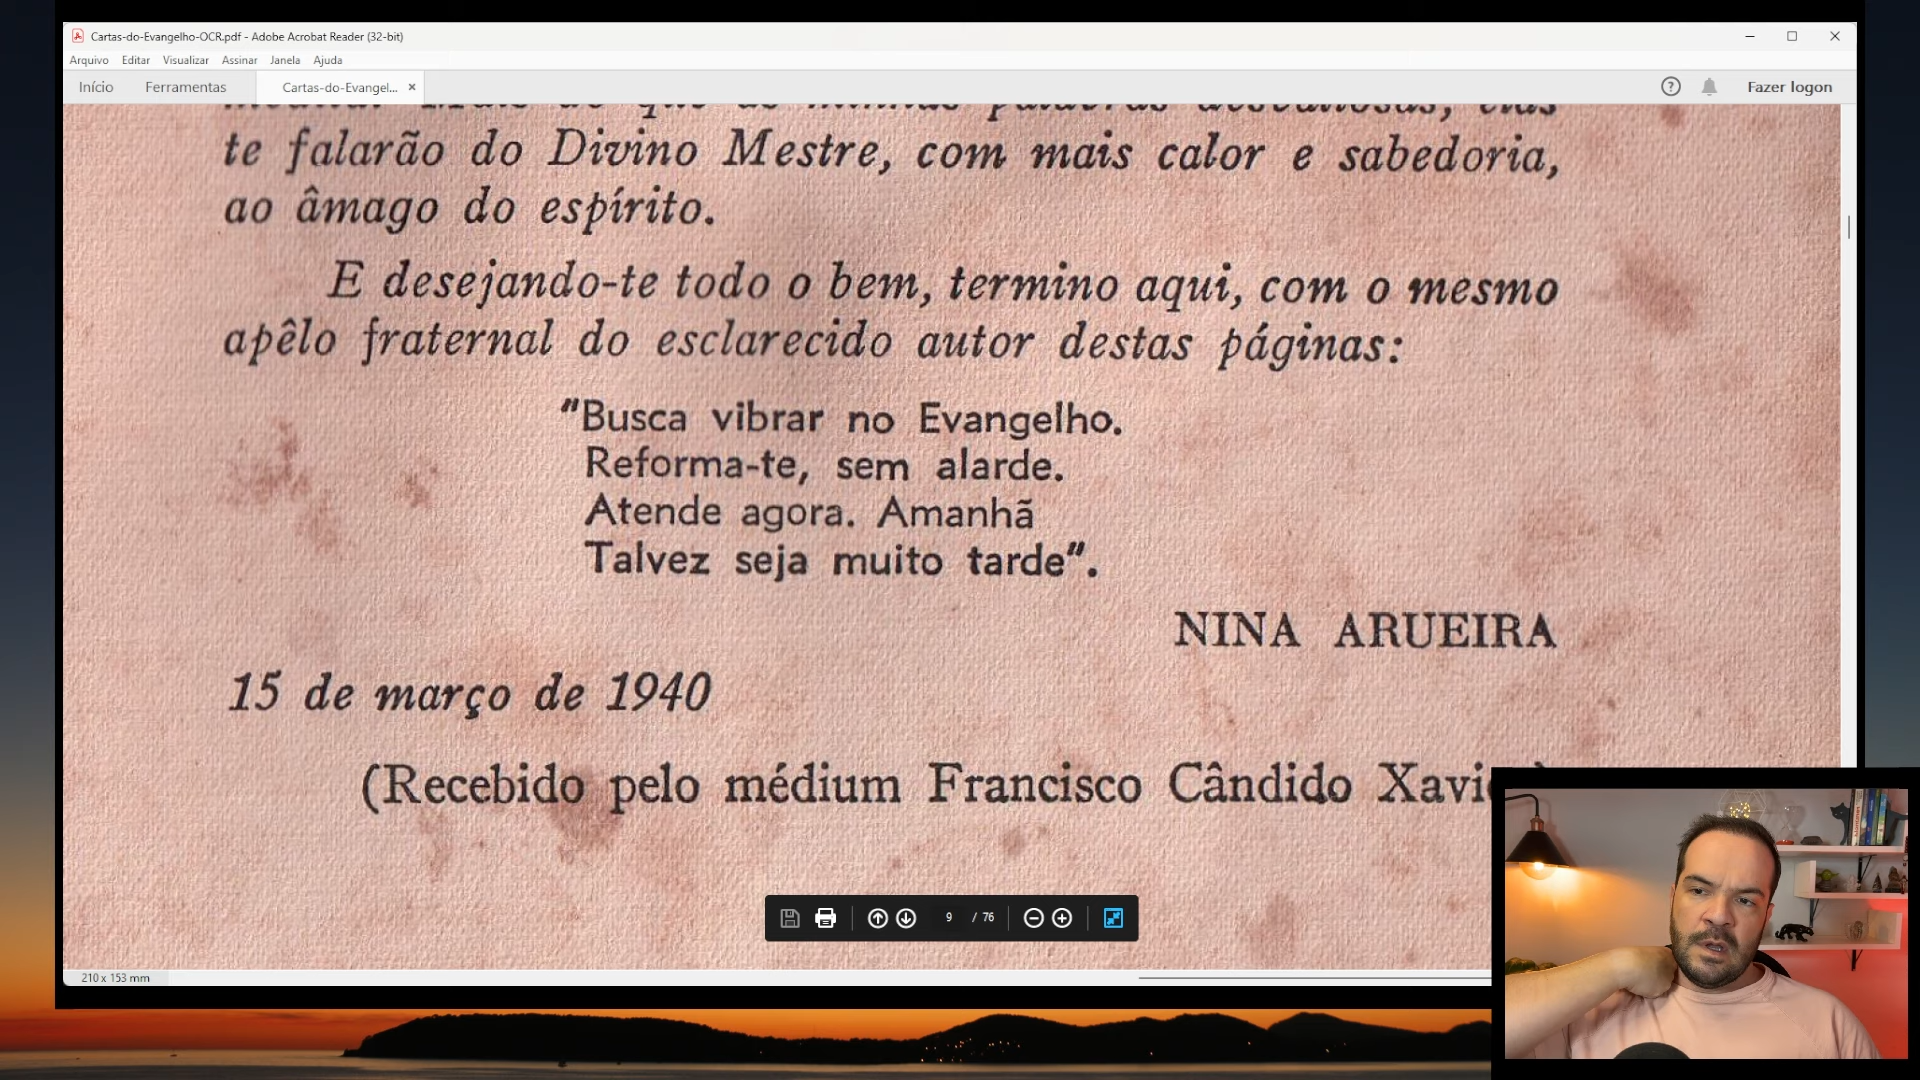 Cartas-do-Evangelho-OCR.pdf - Adobe Acrobat Reader (32-bit)
Arquivo Editar Visualizar Assinar Janela Ajuda
Início Ferramentas Cartas-do-Evangel... × Fazer logon
te falarão do Divino Mestre, com mais calor e sabedoria,
ao âmago do espírito.
E desejando-te todo o bem, termino aqui, com o mesmo
apêlo fraternal do esclarecido autor destas páginas:
"Busca vibrar no Evangelho.
Reforma-te, sem alarde.
Atende agora. Amanhã
Talvez seja muito tarde".
NINA ARUEIRA
15 de março de 1940
(Recebido pelo médium Francisco Cândido
9 / 76
210 x 153 mm